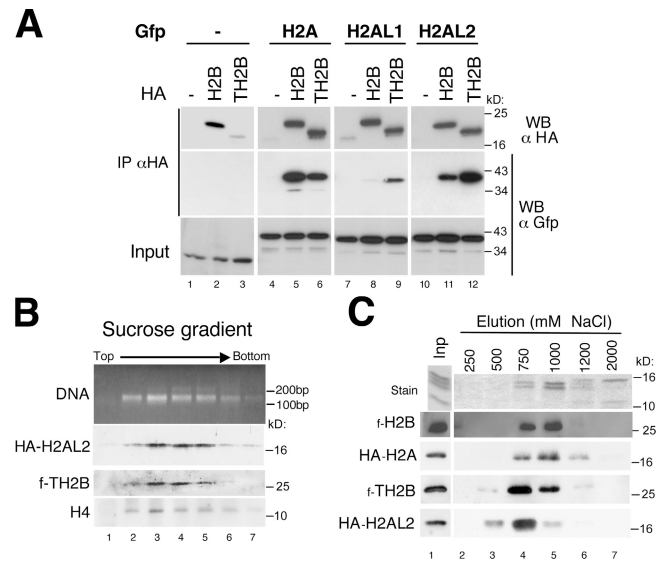 A
Gfp - H2A H2AL1 H2AL2
HA - H2B TH2B - H2B TH2B - H2B TH2B - H2B TH2B
kD:
25
16
WB
α HA
IP αHA
43
34
WB
α Gfp
Input
43
34
1 2 3 4 5 6 7 8 9 10 11 12
B
Sucrose gradient
Top Bottom
DNA
200bp
100bp
kD:
HA-H2AL2
16
f-TH2B
25
H4
10
1 2 3 4 5 6 7
C
Elution (mM NaCl)
Inp 250 500 750 1000 1200 2000
kD:
Stain
16
10
f-H2B
25
HA-H2A
16
f-TH2B
25
HA-H2AL2
16
1 2 3 4 5 6 7